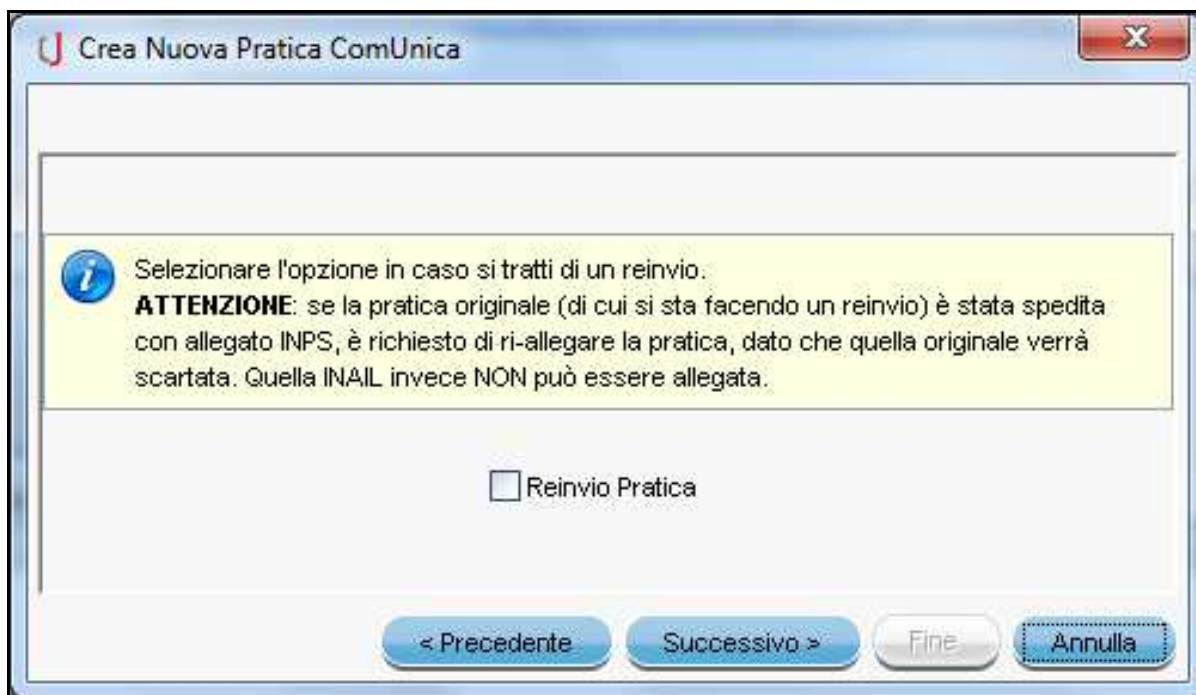 Crea Nuova Pratica ComUnica
Selezionare l'opzione in caso si tratti di un reinvio.
ATTENZIONE: se la pratica originale (di cui si sta facendo un reinvio) è stata spedita
con allegato INPS, è richiesto di ri-allegare la pratica, dato che quella originale verrà
scartata. Quella INAIL invece NON può essere allegata.
Reinvio Pratica
< Precedente
Successivo >
Fine
Annulla